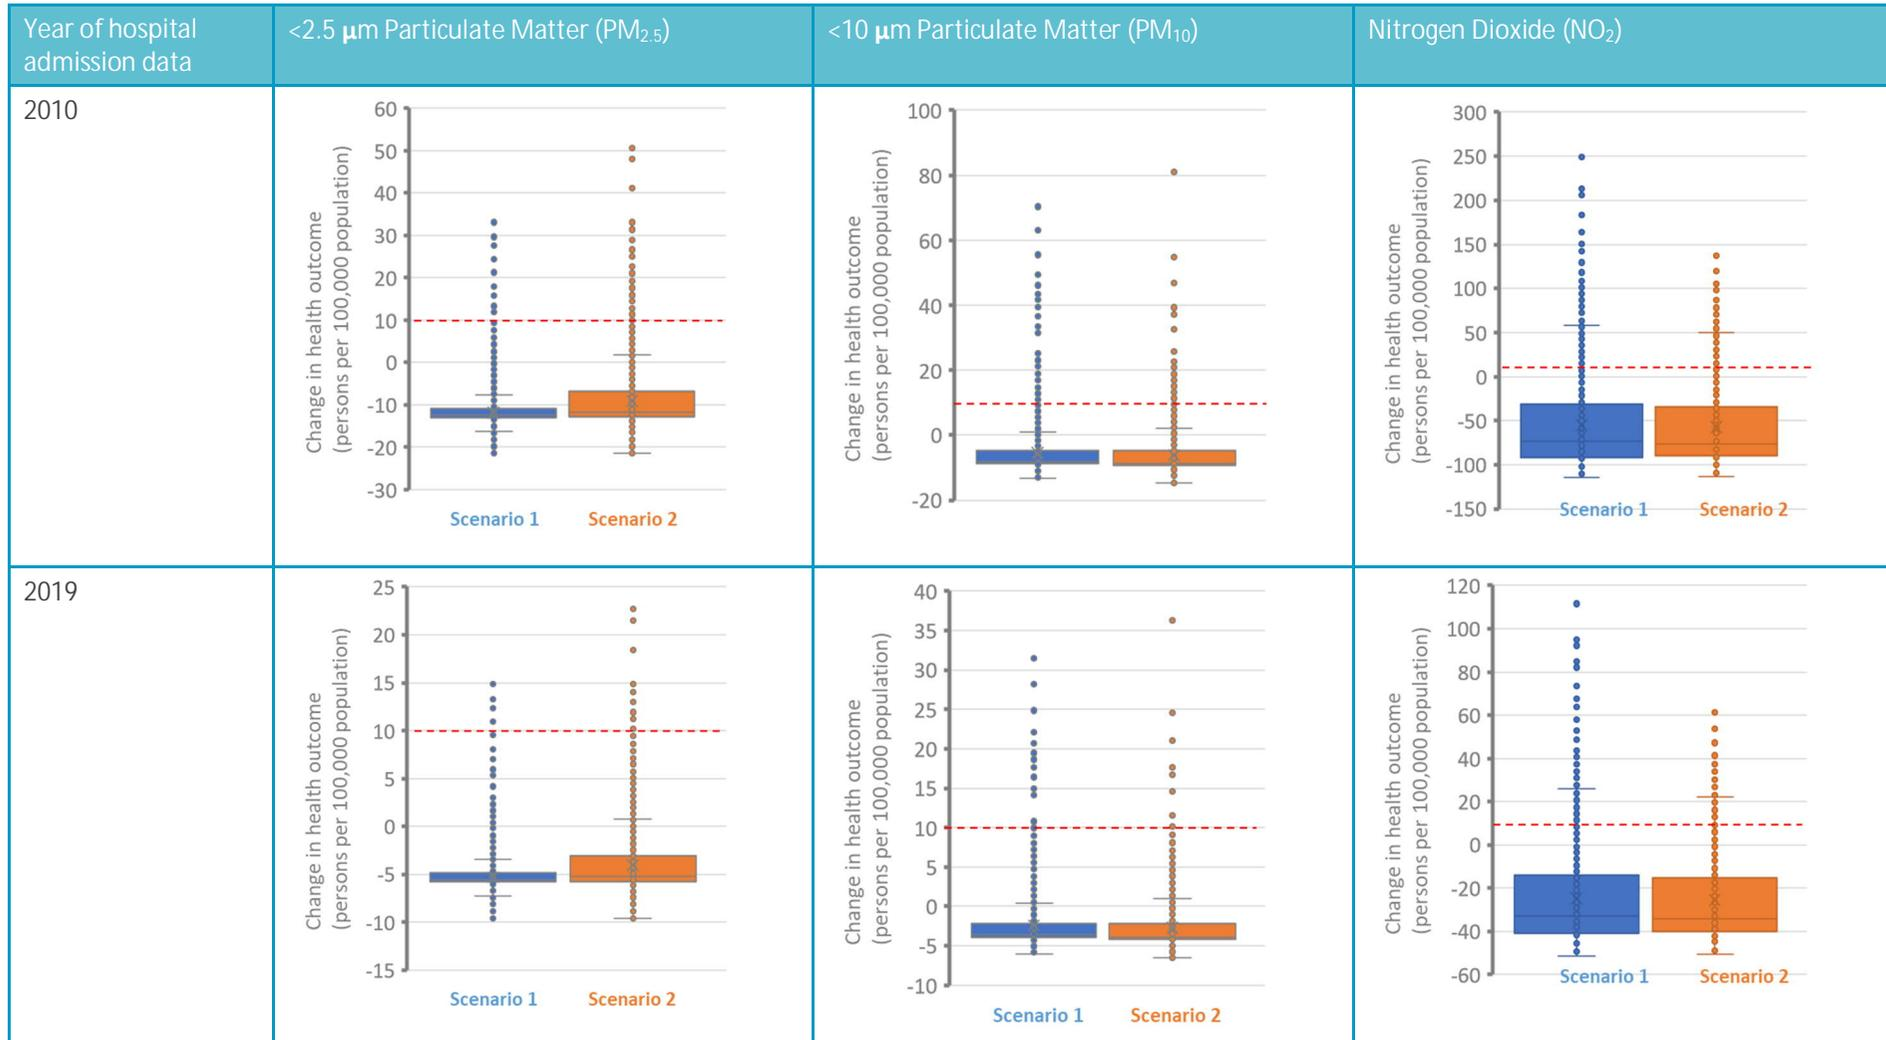 Year of hospital
admission data
<2.5 µm Particulate Matter (PM2.5)
<10 µm Particulate Matter (PM10)
Nitrogen Dioxide (NO2)
2010
Change in health outcome
(persons per 100,000 population)
60
50
40
30
20
10
0
-10
-20
-30
Scenario 1
Scenario 2
Change in health outcome
(persons per 100,000 population)
100
80
60
40
20
0
-20
Change in health outcome
(persons per 100,000 population)
300
250
200
150
100
50
0
-50
-100
-150
Scenario 1
Scenario 2
2019
Change in health outcome
(persons per 100,000 population)
25
20
15
10
5
0
-5
-10
-15
Scenario 1
Scenario 2
Change in health outcome
(persons per 100,000 population)
40
35
30
25
20
15
10
5
0
-5
-10
Scenario 1
Scenario 2
Change in health outcome
(persons per 100,000 population)
120
100
80
60
40
20
0
-20
-40
-60
Scenario 1
Scenario 2